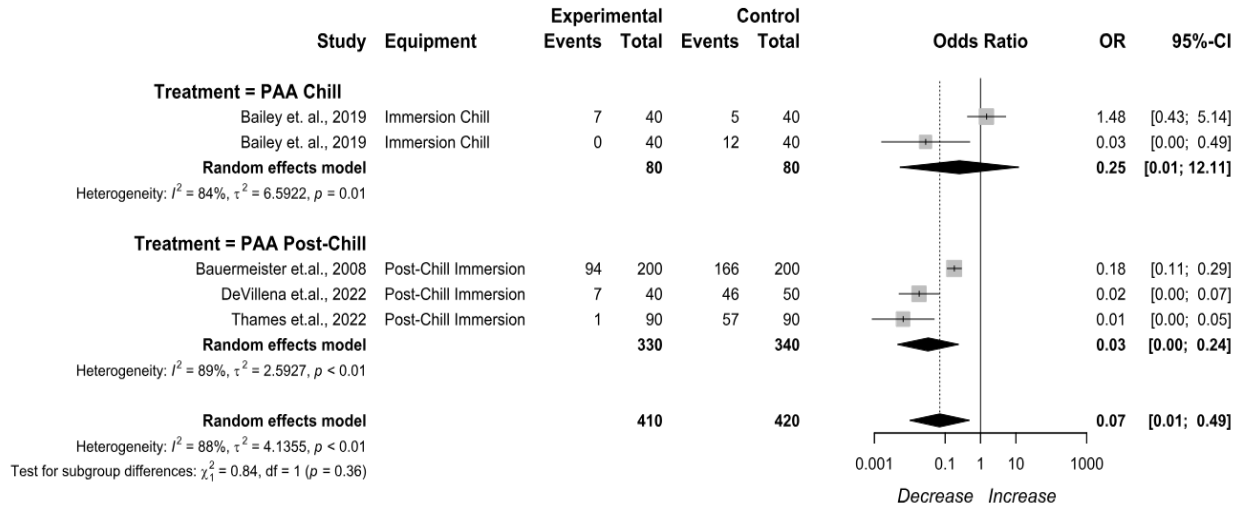 Experimental Control
Study Equipment Events Total Events Total Odds Ratio OR 95%-CI
Treatment = PAA Chill
Bailey et. al., 2019 Immersion Chill 7 40 5 40 1.48 [0.43; 5.14]
Bailey et. al., 2019 Immersion Chill 0 40 12 40 0.03 [0.00; 0.49]
Random effects model 80 80 0.25 [0.01; 12.11]
Heterogeneity: I² = 84%, τ² = 6.5922, p = 0.01
Treatment = PAA Post-Chill
Bauermeister et.al., 2008 Post-Chill Immersion 94 200 166 200 0.18 [0.11; 0.29]
DeVillena et.al., 2022 Post-Chill Immersion 7 40 46 50 0.02 [0.00; 0.07]
Thames et.al., 2022 Post-Chill Immersion 1 90 57 90 0.01 [0.00; 0.05]
Random effects model 330 340 0.03 [0.00; 0.24]
Heterogeneity: I² = 89%, τ² = 2.5927, p < 0.01
Random effects model 410 420 0.07 [0.01; 0.49]
Heterogeneity: I² = 88%, τ² = 4.1355, p < 0.01
Test for subgroup differences: χ₁² = 0.84, df = 1 (p = 0.36)
0.001 0.1 1 10 1000
Decrease Increase